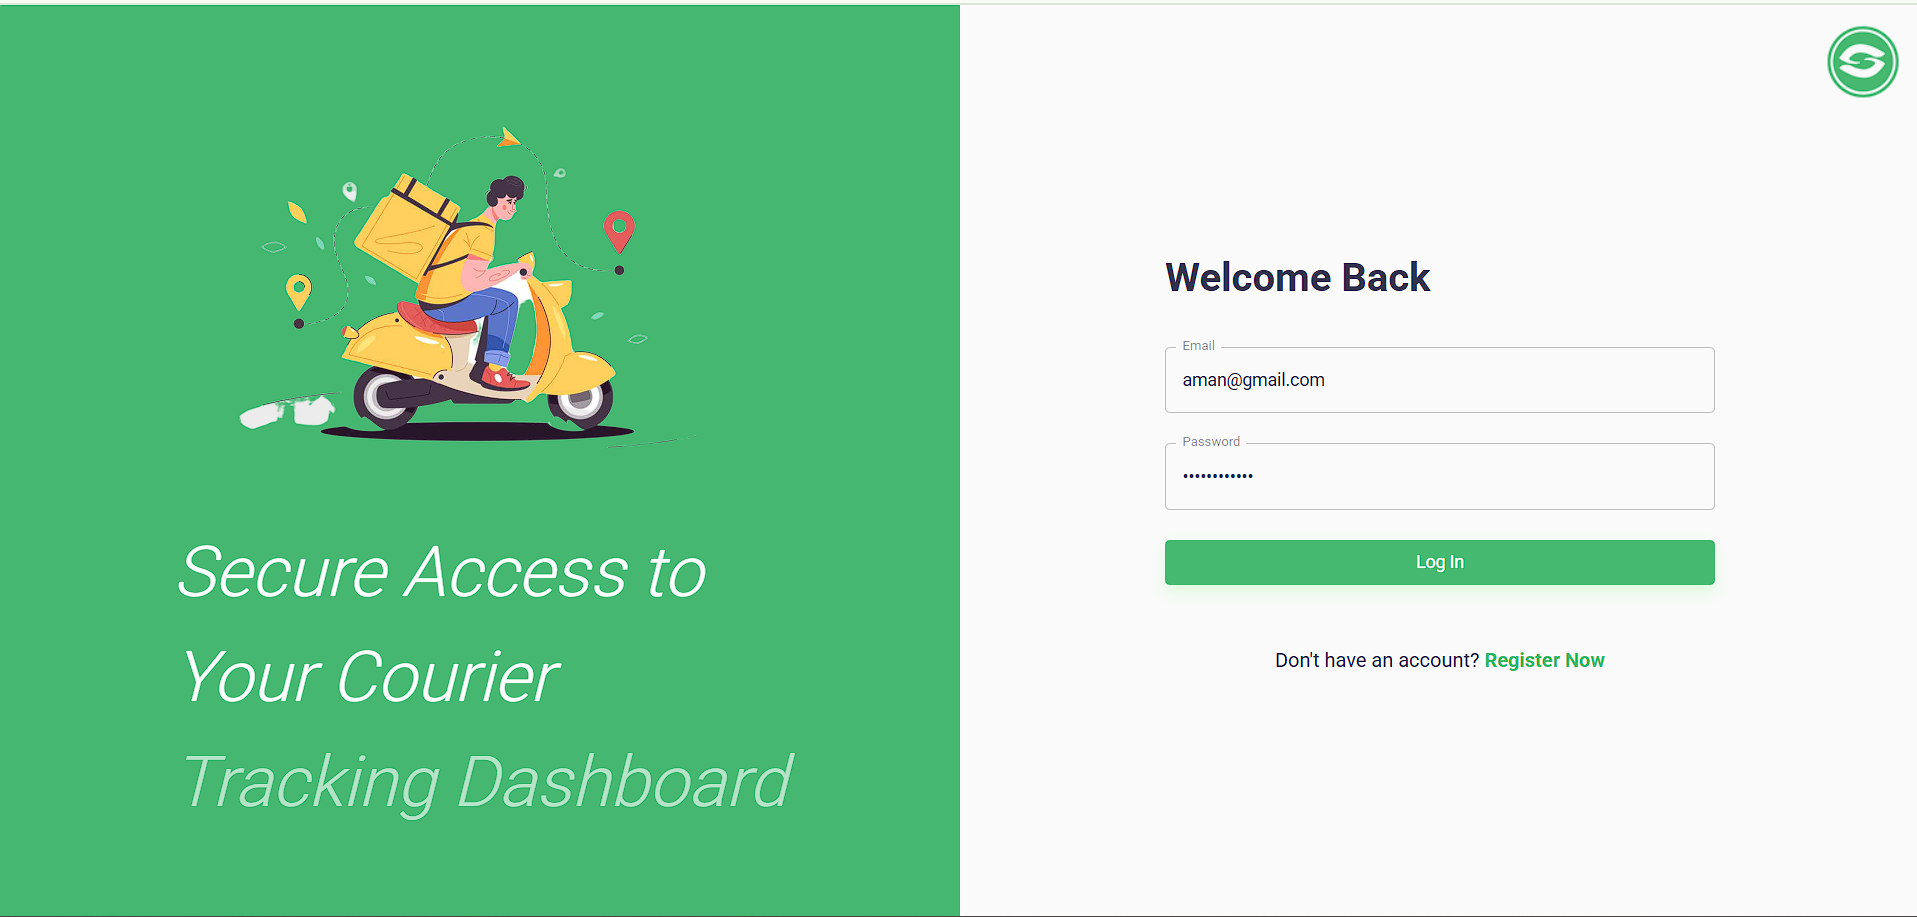 Secure Access to
Your Courier
Tracking Dashboard
Welcome Back
Email
aman@gmail.com
Password
••••••••••••
Log In
Don't have an account? Register Now